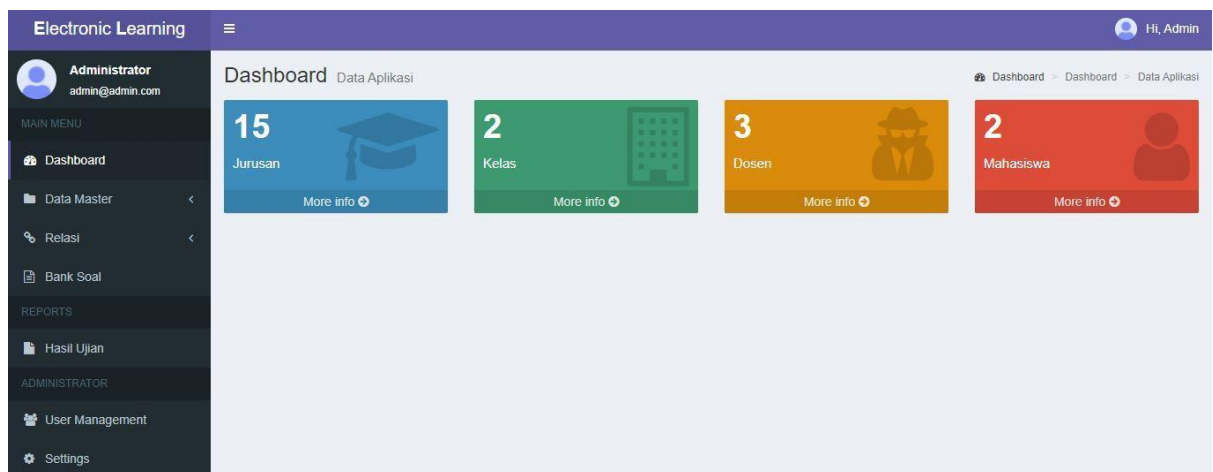 Electronic Learning
Hi, Admin
Administrator
admin@admin.com
MAIN MENU
Dashboard
Data Master
Relasi
Bank Soal
REPORTS
Hasil Ujian
ADMINISTRATOR
User Management
Settings
Dashboard Data Aplikasi
Dashboard > Dashboard > Data Aplikasi
15
Jurusan
More info
2
Kelas
More info
3
Dosen
More info
2
Mahasiswa
More info